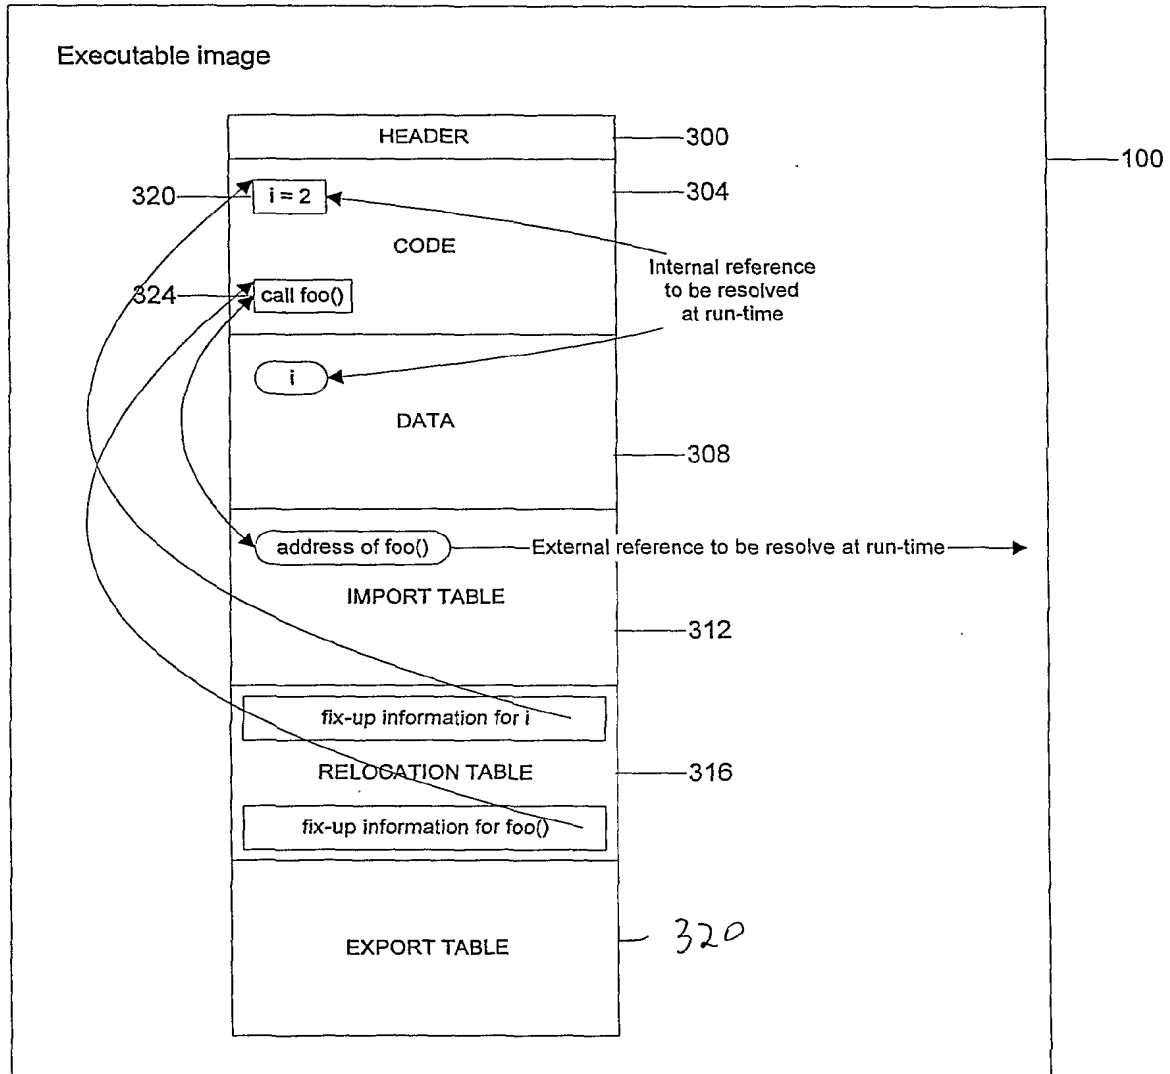 Executable image
HEADER
300
100
320
i = 2
304
CODE
Internal reference
to be resolved
at run-time
324
call foo()
i
DATA
308
address of foo()
External reference to be resolve at run-time
IMPORT TABLE
312
fix-up information for i
RELOCATION TABLE
316
fix-up information for foo()
EXPORT TABLE
320